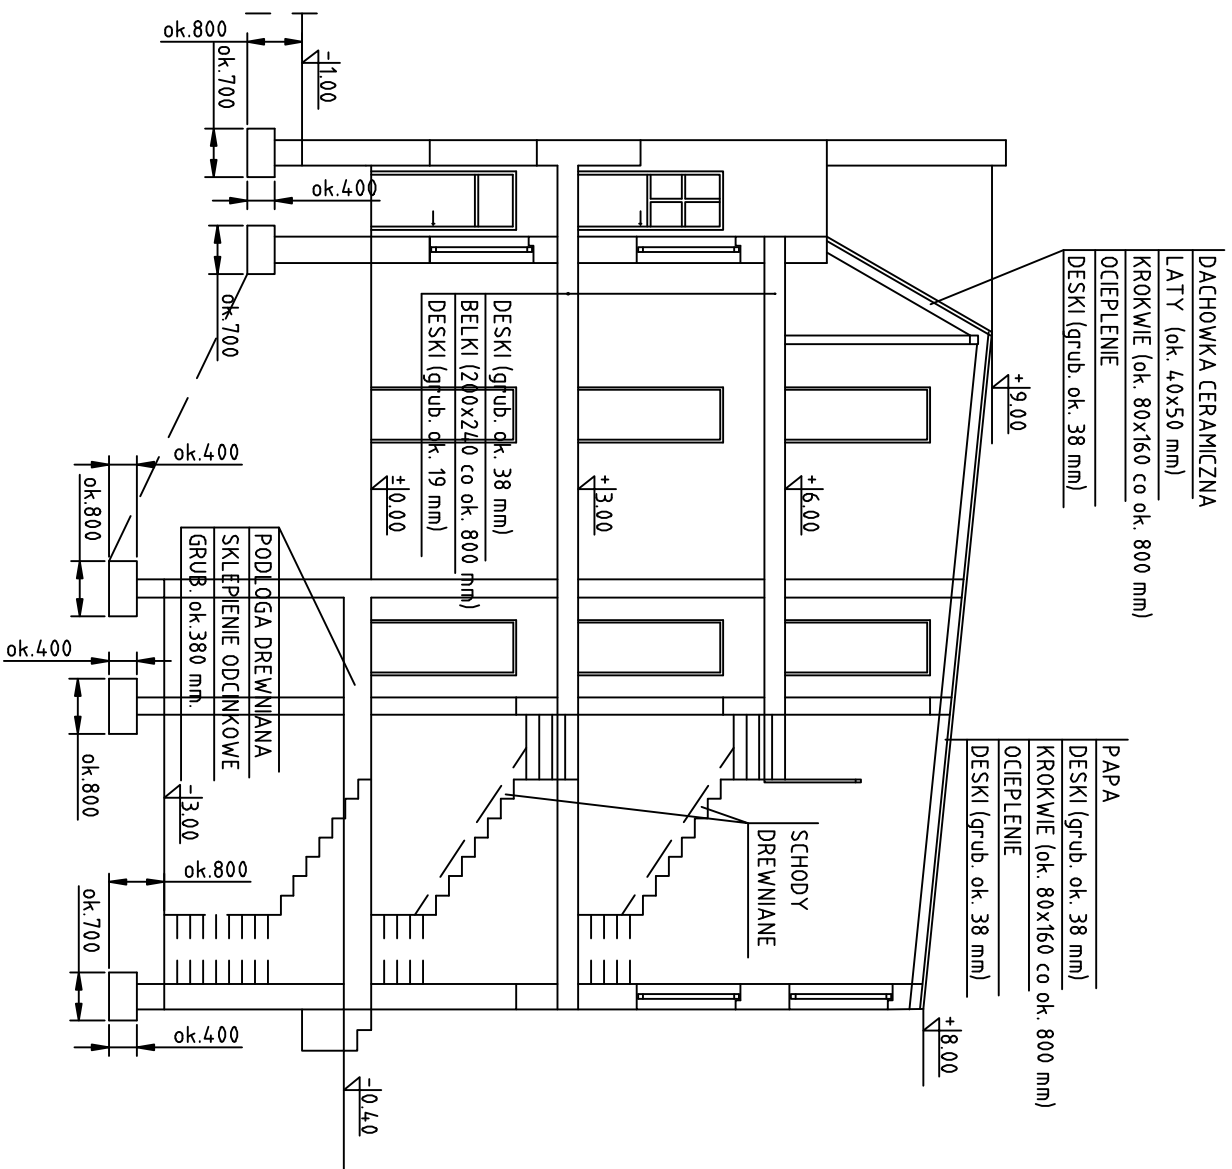 DACHOWKA CERAMICZNA
LATY (ok. 40x50 mm)
KROKWIE (ok. 80x160 co ok. 800 mm)
OCIEPLENIE
DESKI (grub. ok. 38 mm)
PAPA
DESKI (grub. ok. 38 mm)
KROKWIE (ok. 80x160 co ok. 800 mm)
OCIEPLENIE
DESKI (grub. ok. 38 mm)
+9.00
+8.00
+6.00
SCHODY
DREWNIANE
+3.00
DESKI (grub. ok. 38 mm)
BELKI (200x240 co ok. 800 mm)
DESKI (grub. ok. 19 mm)
±0.00
-0.40
-1.00
PODLOGA DREWNIANA
SKLEPIENIE ODCINKOWE
GRUB. ok.380 mm.
-3.00
ok.800
ok.700
ok.400
ok.700
ok.400
ok.800
ok.400
ok.800
ok.800
ok.700
ok.400